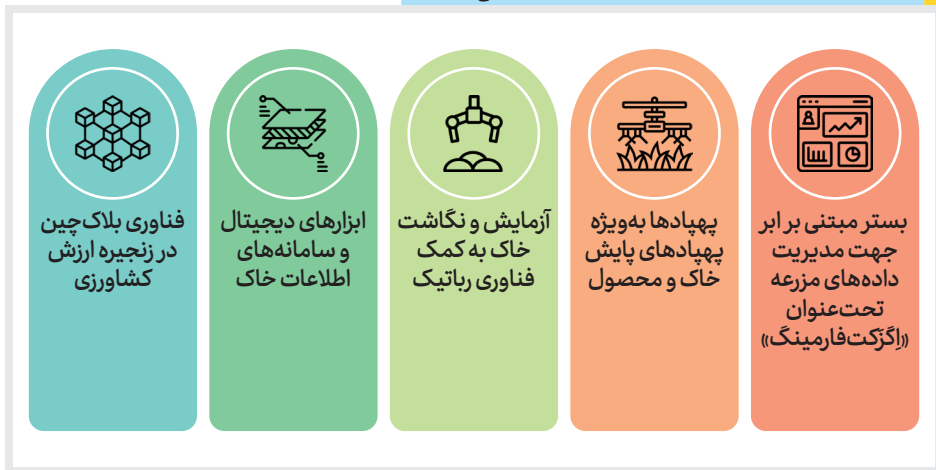 بستر مبتنی بر ابر
جهت مدیریت
داده‌های مزرعه
تحت‌عنوان
«اِگزَکت‌فارمینگ»
پهپادها به‌ویژه
پهپادهای پایش
خاک و محصول
آزمایش و نگاشت
خاک به کمک
فناوری رباتیک
ابزارهای دیجیتال
و سامانه‌های
اطلاعات خاک
فناوری بلاک‌چین
در زنجیره ارزش
کشاورزی